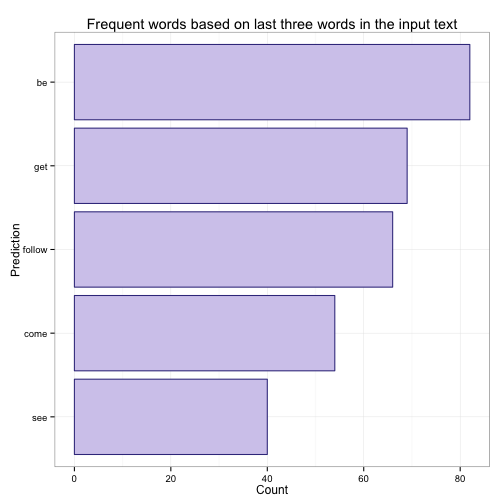 Frequent words based on last three words in the input text
Prediction
be
get
follow
come
see
0 20 40 60 80
Count